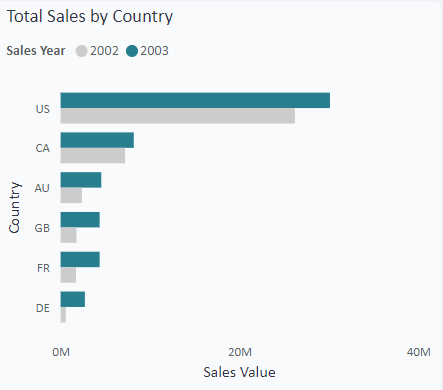 Total Sales by Country
Sales Year 2002 2003
Country
US
CA
AU
GB
FR
DE
0M 20M 40M
Sales Value